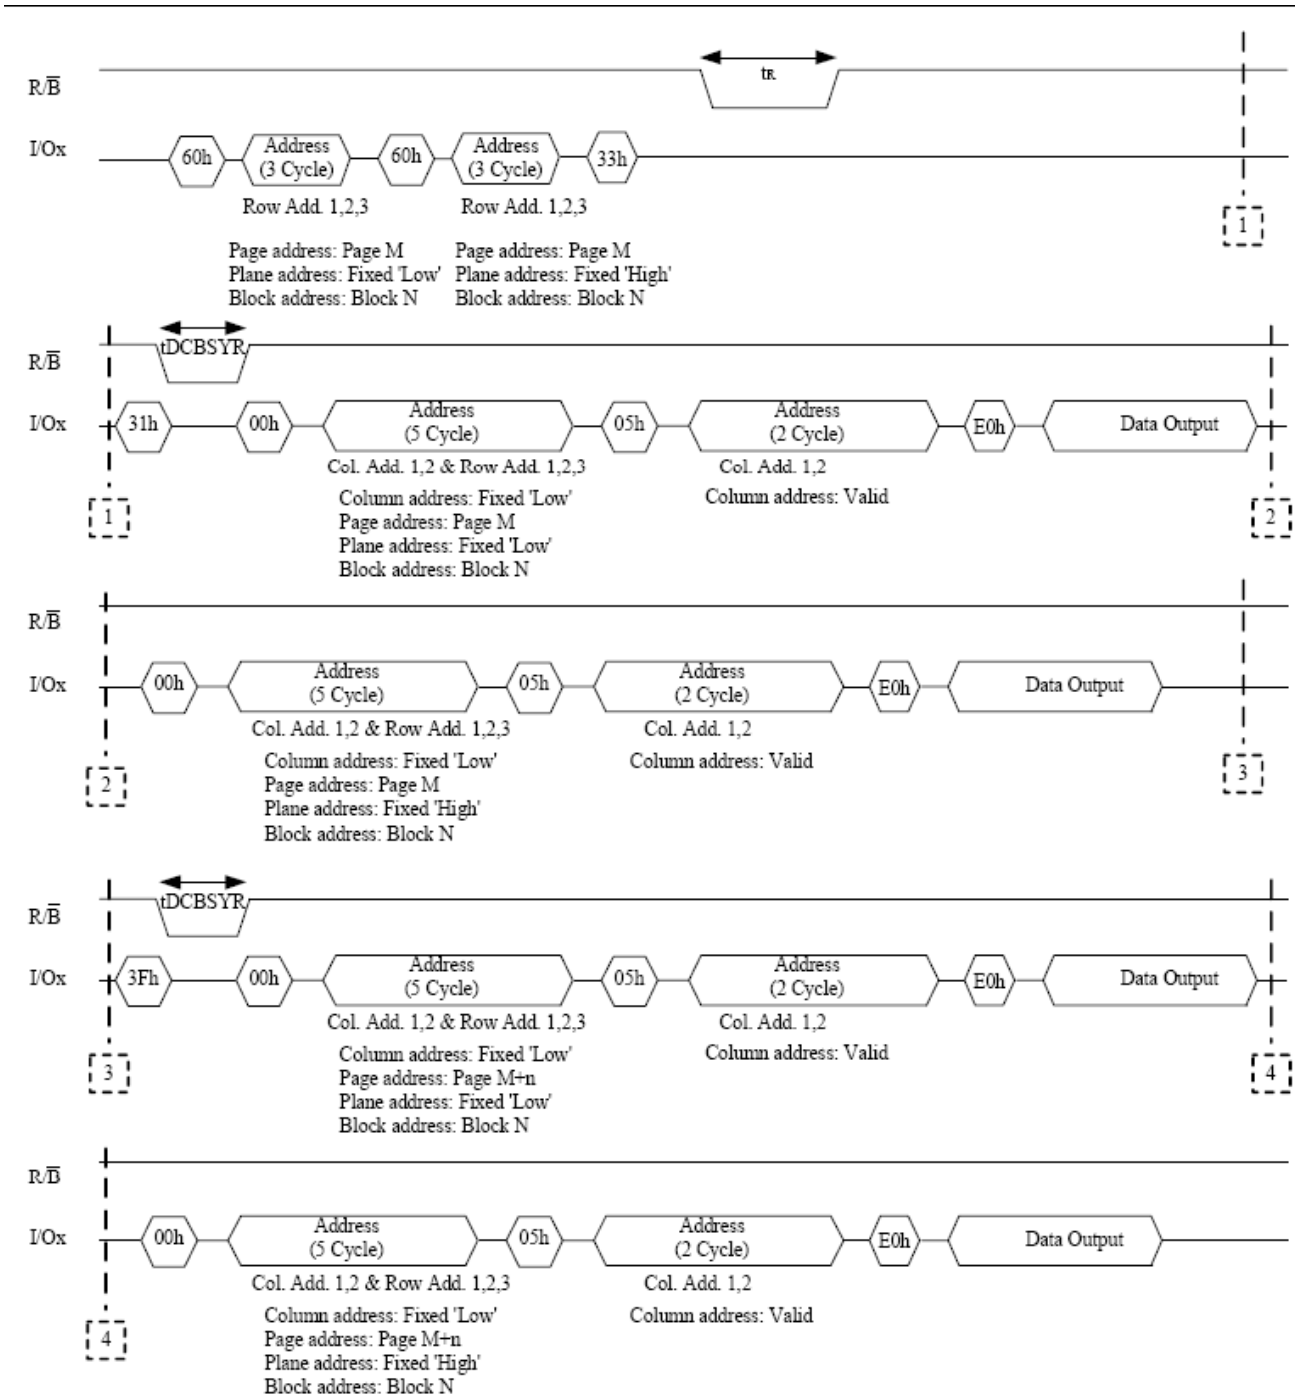 tR
R/B̅
I/Ox
60h
Address
(3 Cycle)
60h
Address
(3 Cycle)
33h
Row Add. 1,2,3
Row Add. 1,2,3
Page address: Page M
Plane address: Fixed 'Low'
Block address: Block N
Page address: Page M
Plane address: Fixed 'High'
Block address: Block N
1
tDCBSYR
R/B̅
I/Ox
31h
00h
Address
(5 Cycle)
05h
Address
(2 Cycle)
E0h
Data Output
Col. Add. 1,2 & Row Add. 1,2,3
Col. Add. 1,2
Column address: Fixed 'Low'
Page address: Page M
Plane address: Fixed 'Low'
Block address: Block N
Column address: Valid
1
2
R/B̅
I/Ox
00h
Address
(5 Cycle)
05h
Address
(2 Cycle)
E0h
Data Output
Col. Add. 1,2 & Row Add. 1,2,3
Col. Add. 1,2
Column address: Fixed 'Low'
Page address: Page M
Plane address: Fixed 'High'
Block address: Block N
Column address: Valid
2
3
tDCBSYR
R/B̅
I/Ox
3Fh
00h
Address
(5 Cycle)
05h
Address
(2 Cycle)
E0h
Data Output
Col. Add. 1,2 & Row Add. 1,2,3
Col. Add. 1,2
Column address: Fixed 'Low'
Page address: Page M+n
Plane address: Fixed 'Low'
Block address: Block N
Column address: Valid
3
4
R/B̅
I/Ox
00h
Address
(5 Cycle)
05h
Address
(2 Cycle)
E0h
Data Output
Col. Add. 1,2 & Row Add. 1,2,3
Col. Add. 1,2
Column address: Fixed 'Low'
Page address: Page M+n
Plane address: Fixed 'High'
Block address: Block N
Column address: Valid
4